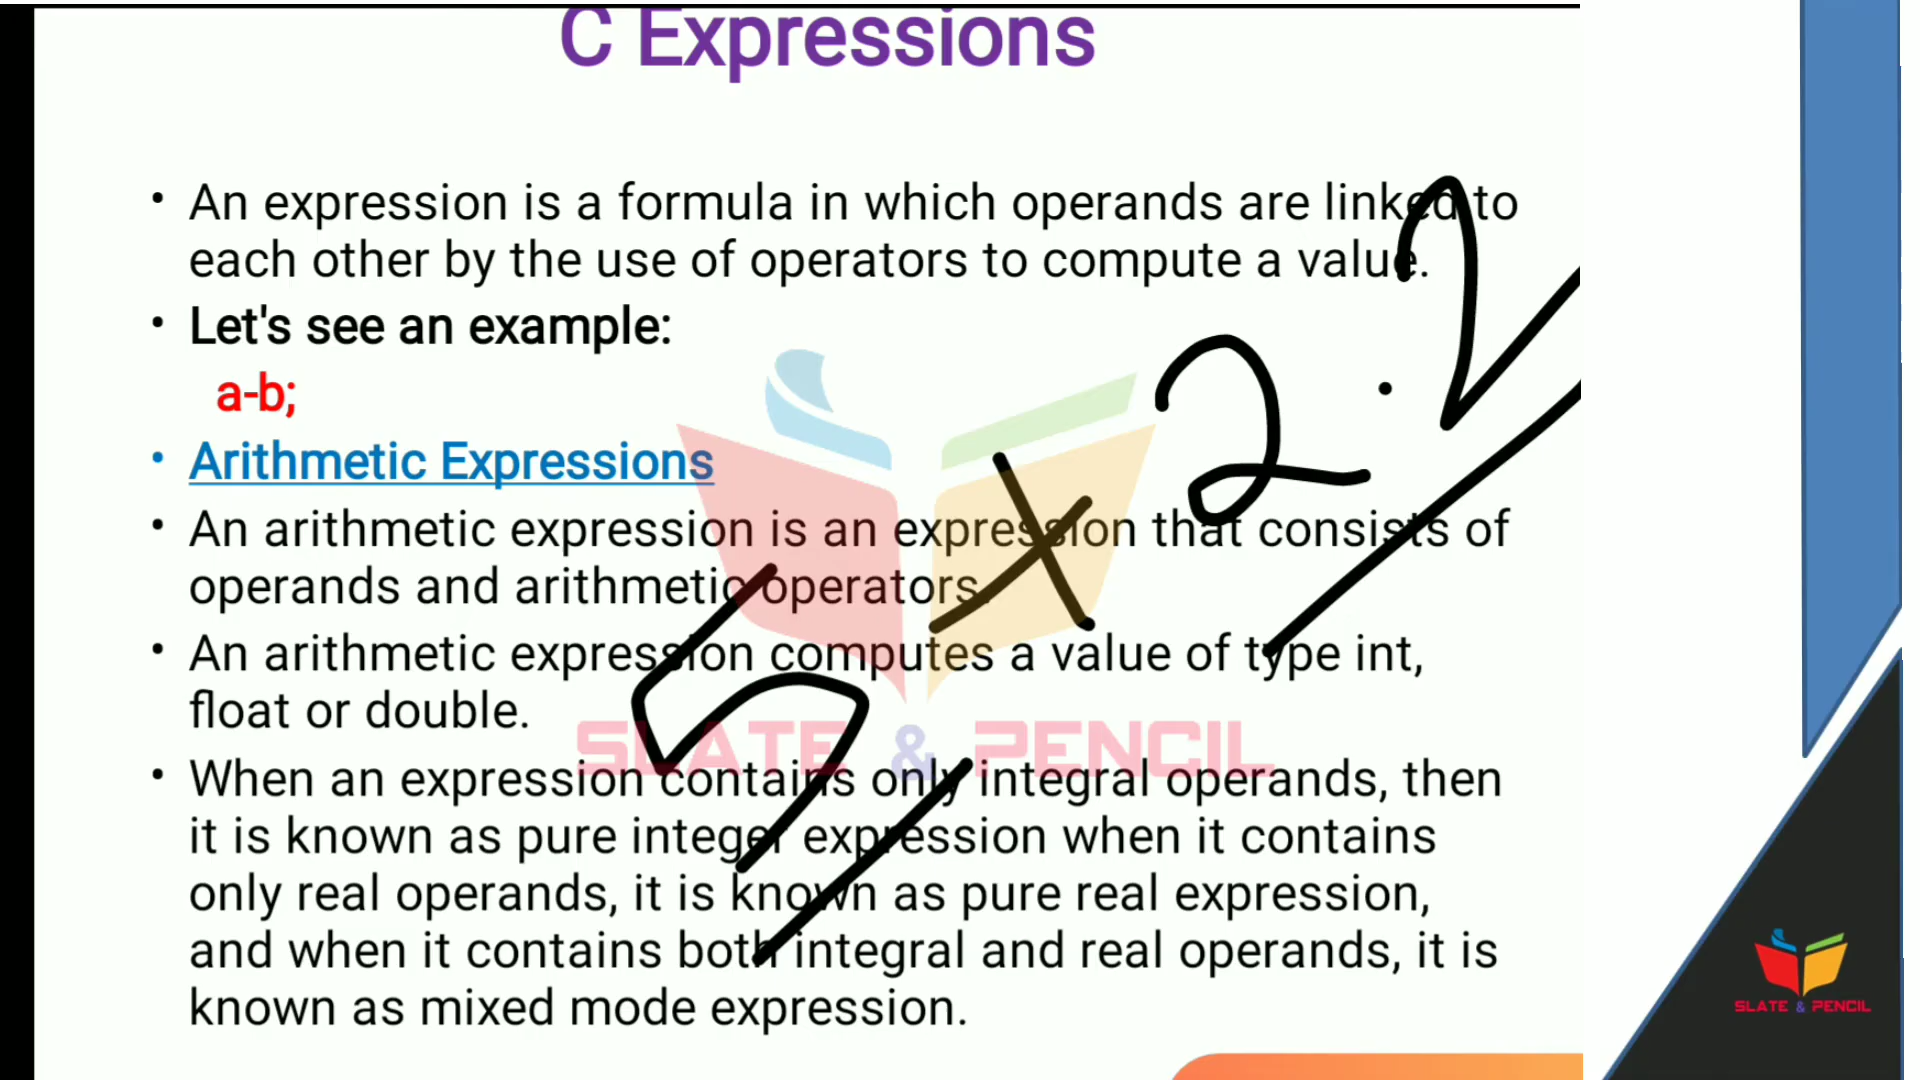 C Expressions
• An expression is a formula in which operands are linked to
each other by the use of operators to compute a value.
• Let's see an example:
a-b;
• Arithmetic Expressions
• An arithmetic expression is an expression that consists of
operands and arithmetic operators.
• An arithmetic expression computes a value of type int,
float or double.
• When an expression contains only integral operands, then
it is known as pure integer expression when it contains
only real operands, it is known as pure real expression,
and when it contains both integral and real operands, it is
known as mixed mode expression.
5 + 2.2
SLATE & PENCIL
SLATE & PENCIL